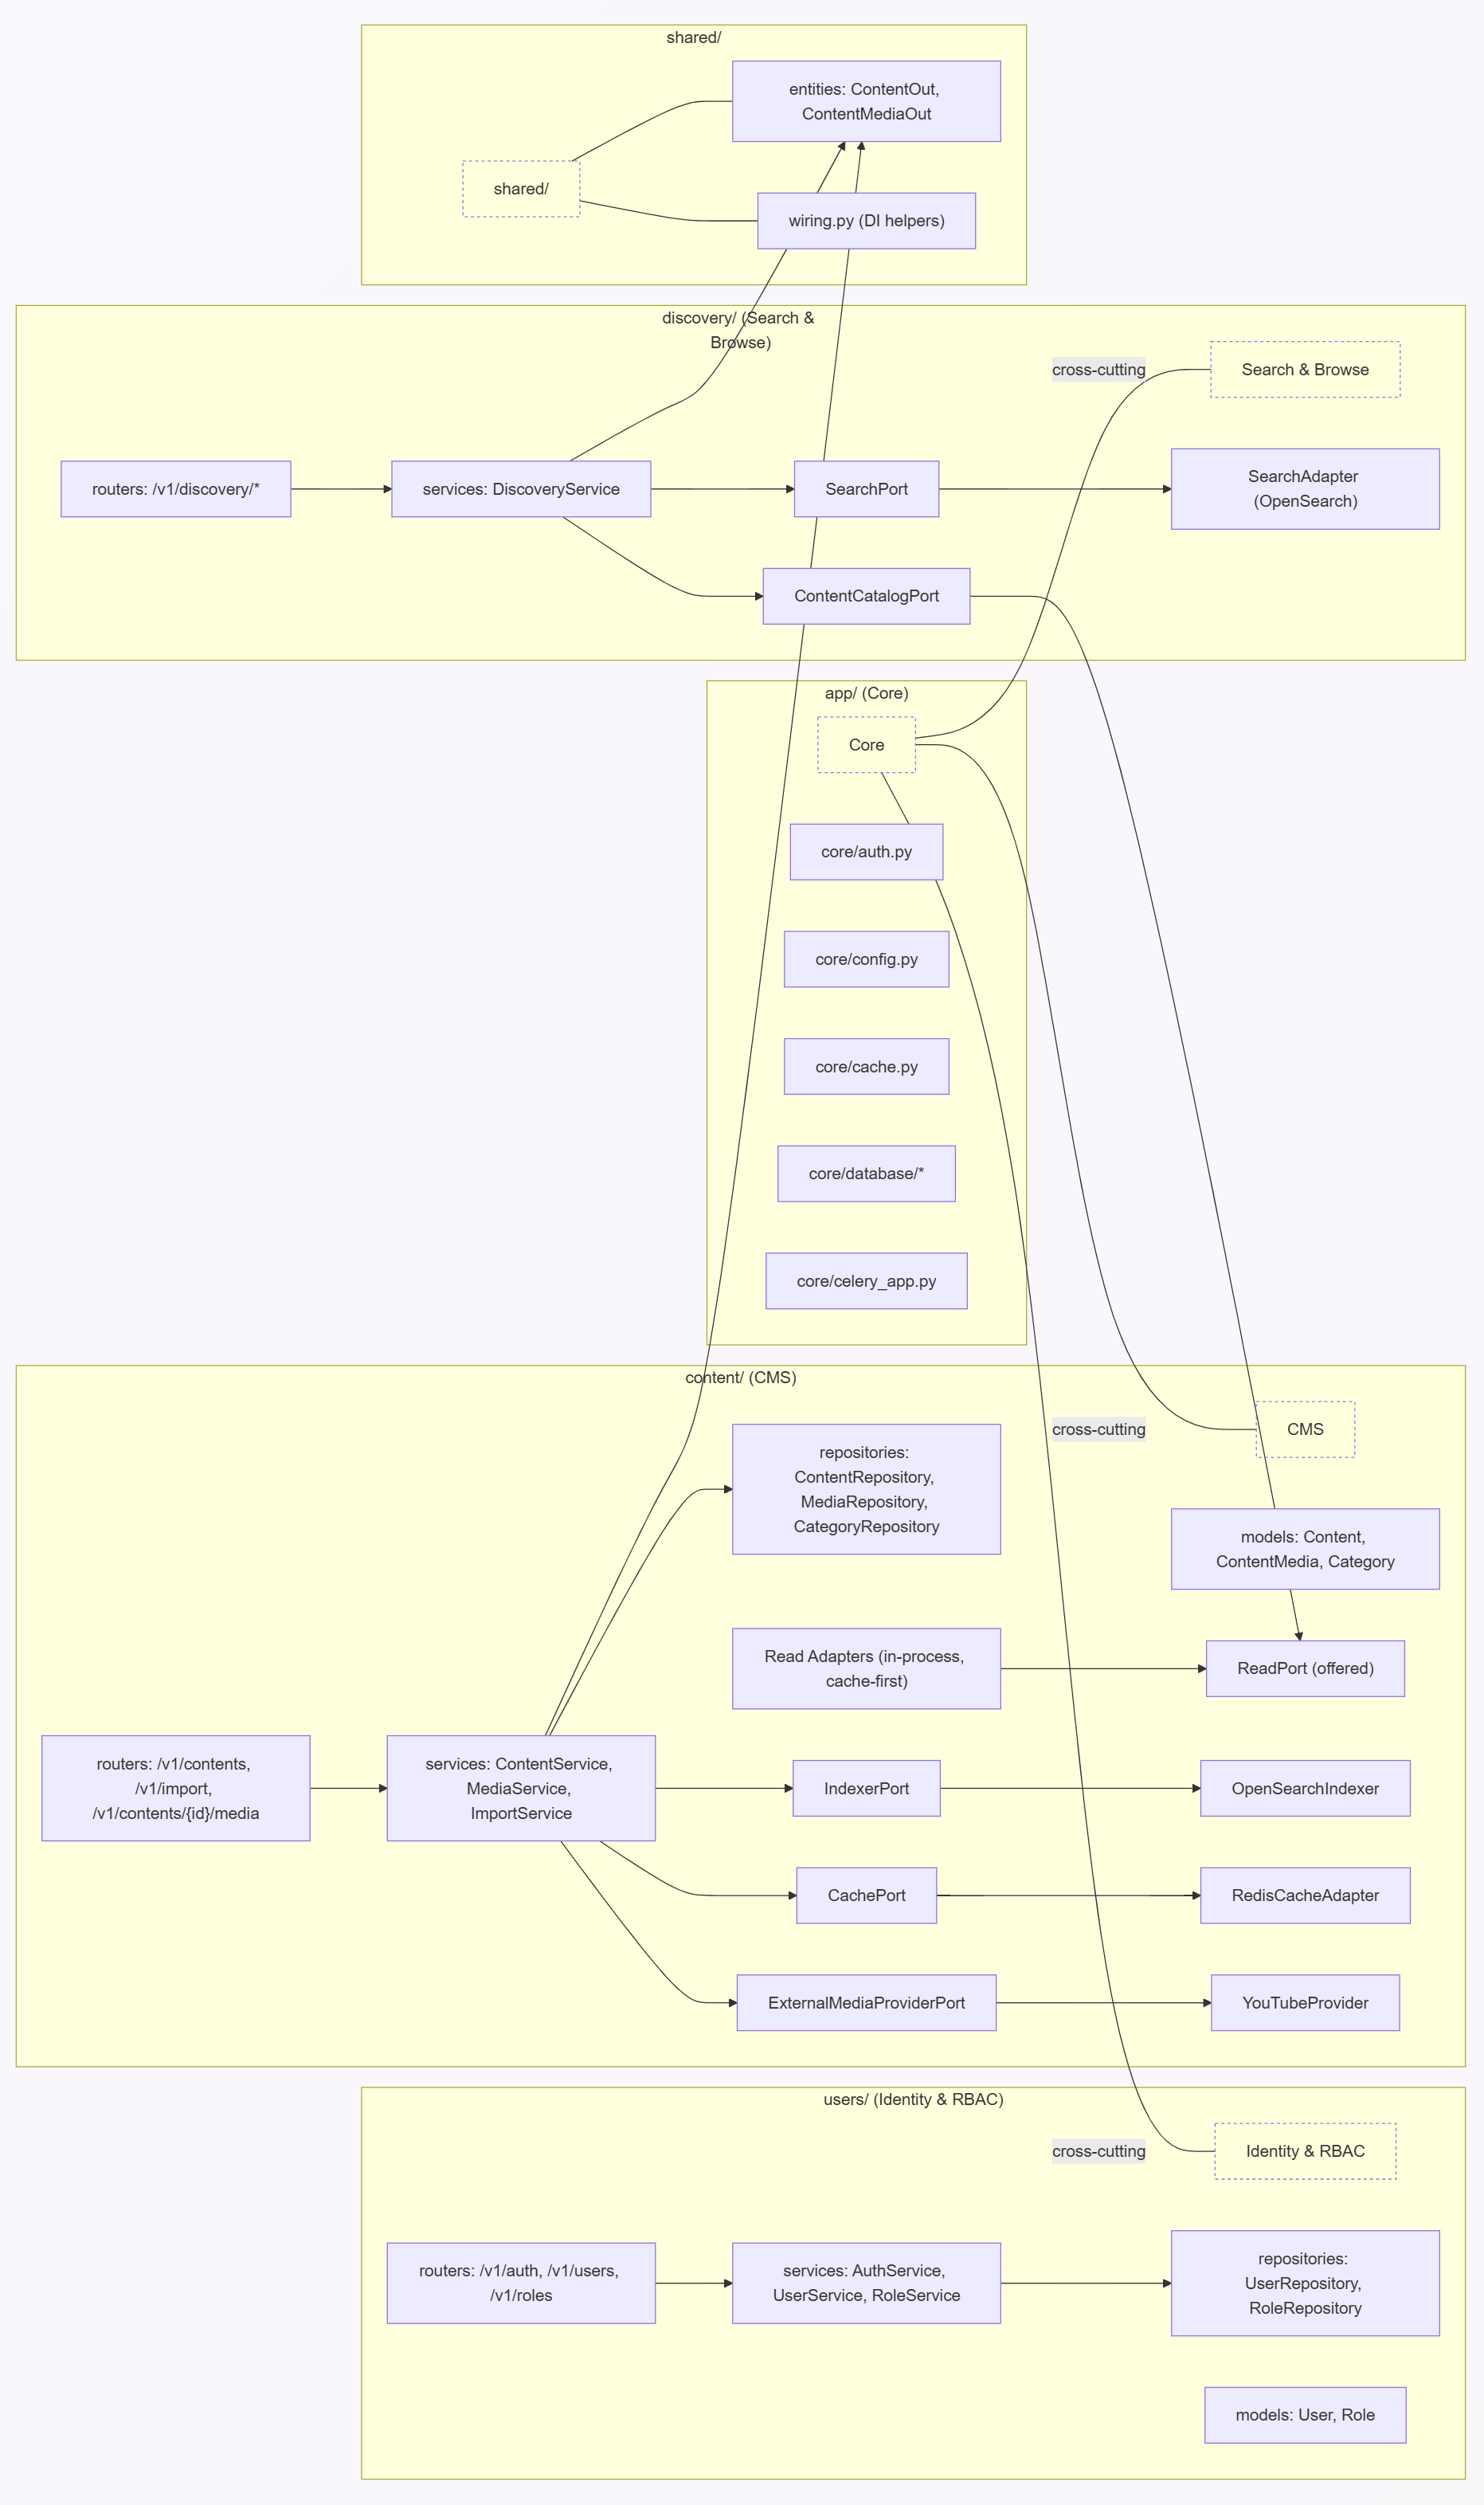 shared/
entities: ContentOut,
ContentMediaOut
shared/
wiring.py (DI helpers)
discovery/ (Search &
Browse)
cross-cutting
Search & Browse
routers: /v1/discovery/*
services: DiscoveryService
SearchPort
SearchAdapter
(OpenSearch)
ContentCatalogPort
app/ (Core)
Core
core/auth.py
core/config.py
core/cache.py
core/database/*
core/celery_app.py
content/ (CMS)
cross-cutting
CMS
repositories:
ContentRepository,
MediaRepository,
CategoryRepository
models: Content,
ContentMedia, Category
Read Adapters (in-process,
cache-first)
ReadPort (offered)
routers: /v1/contents,
/v1/import,
/v1/contents/{id}/media
services: ContentService,
MediaService,
ImportService
IndexerPort
OpenSearchIndexer
CachePort
RedisCacheAdapter
ExternalMediaProviderPort
YouTubeProvider
users/ (Identity & RBAC)
cross-cutting
Identity & RBAC
routers: /v1/auth, /v1/users,
/v1/roles
services: AuthService,
UserService, RoleService
repositories:
UserRepository,
RoleRepository
models: User, Role